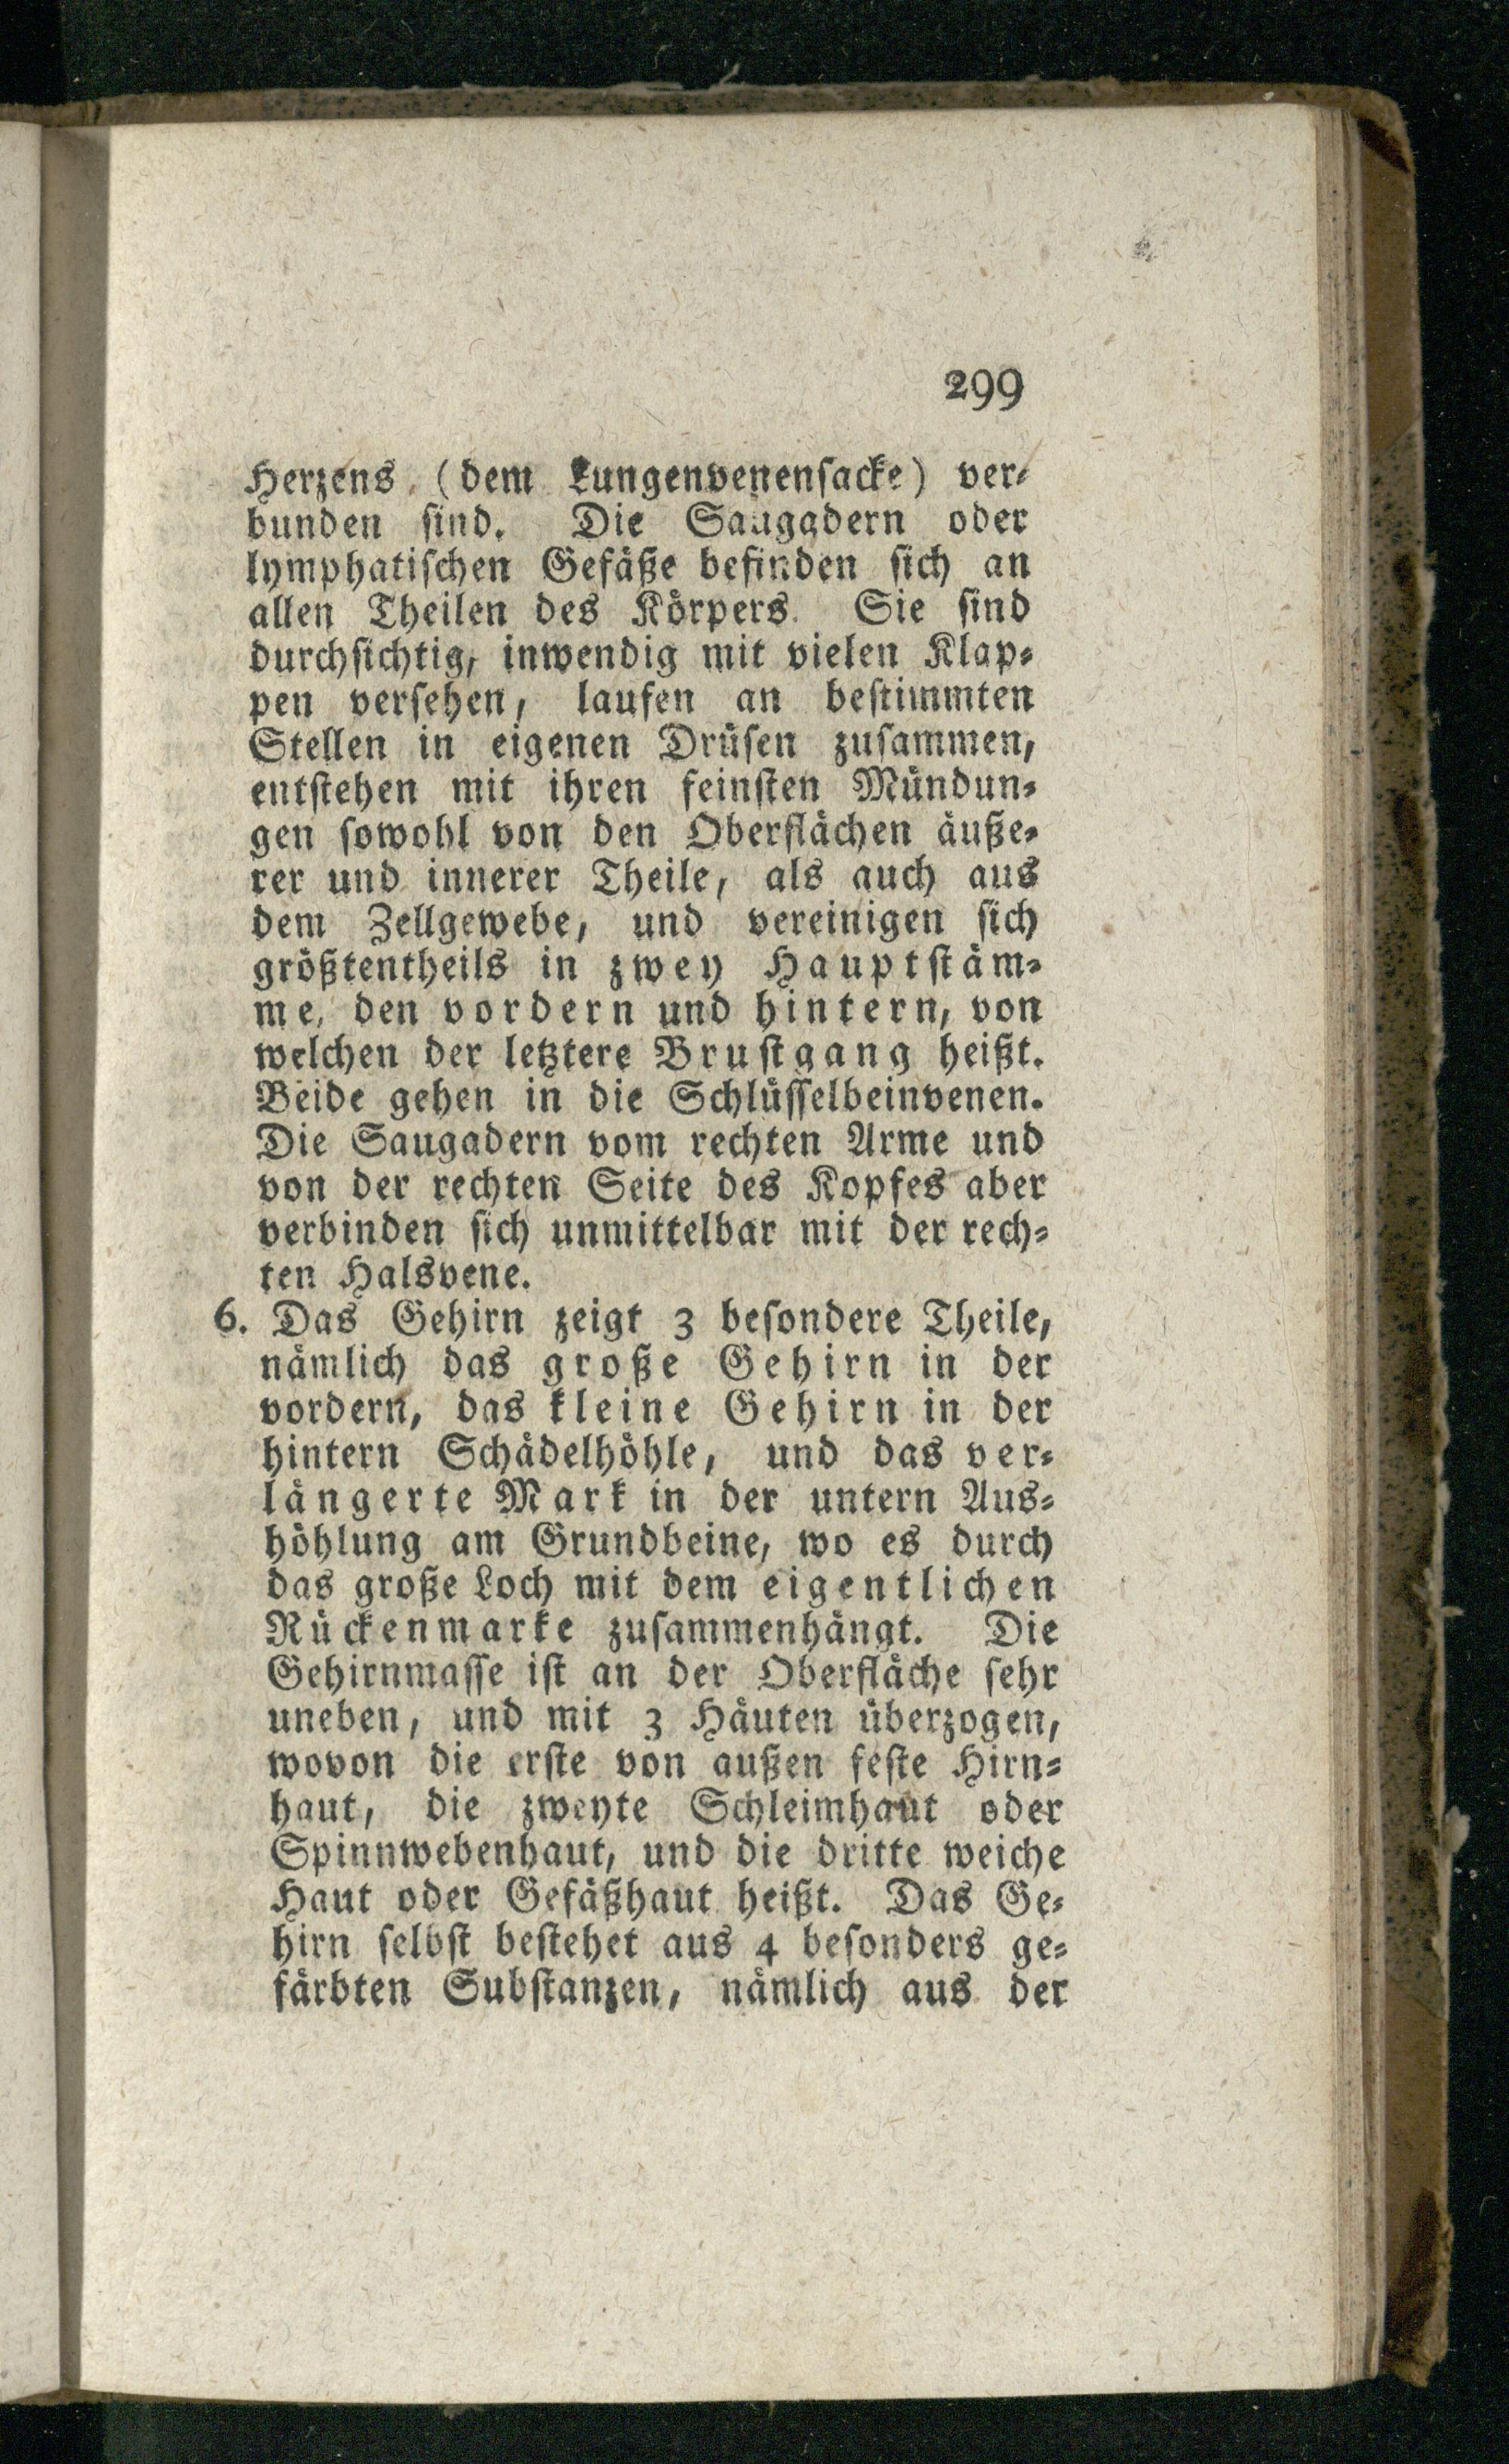 299
Herzens (dem Lungenvenensacke) ver-
bunden sind. Die Saugadern oder
lymphatischen Gefäße befinden sich an
allen Theilen des Körpers. Sie sind
durchsichtig, inwendig mit vielen Klap-
pen versehen, laufen an bestimmten
Stellen in eigenen Drüsen zusammen,
entstehen mit ihren feinsten Mündun-
gen sowohl von den Oberflächen äuße-
rer und innerer Theile, als auch aus
dem Zellgewebe, und vereinigen sich
größtentheils in zwey Hauptstäm-
me, den vordern und hintern, von
welchen der letztere Brustgang heißt.
Beide gehen in die Schlüsselbeinvenen.
Die Saugadern vom rechten Arme und
von der rechten Seite des Kopfes aber
verbinden sich unmittelbar mit der rech-
ten Halsvene.
6. Das Gehirn zeigt 3 besondere Theile,
nämlich das große Gehirn in der
vordern, das kleine Gehirn in der
hintern Schädelhöhle, und das ver-
längerte Mark in der untern Aus-
höhlung am Grundbeine, wo es durch
das große Loch mit dem eigentlichen
Rückenmarke zusammenhängt. Die
Gehirnmasse ist an der Oberfläche sehr
uneben, und mit 3 Häuten überzogen,
wovon die erste von außen feste Hirn-
haut, die zweyte Schleimhaut oder
Spinnwebenhaut, und die dritte weiche
Haut oder Gefäßhaut heißt. Das Ge-
hirn selbst bestehet aus 4 besonders ge-
färbten Substanzen, nämlich aus der